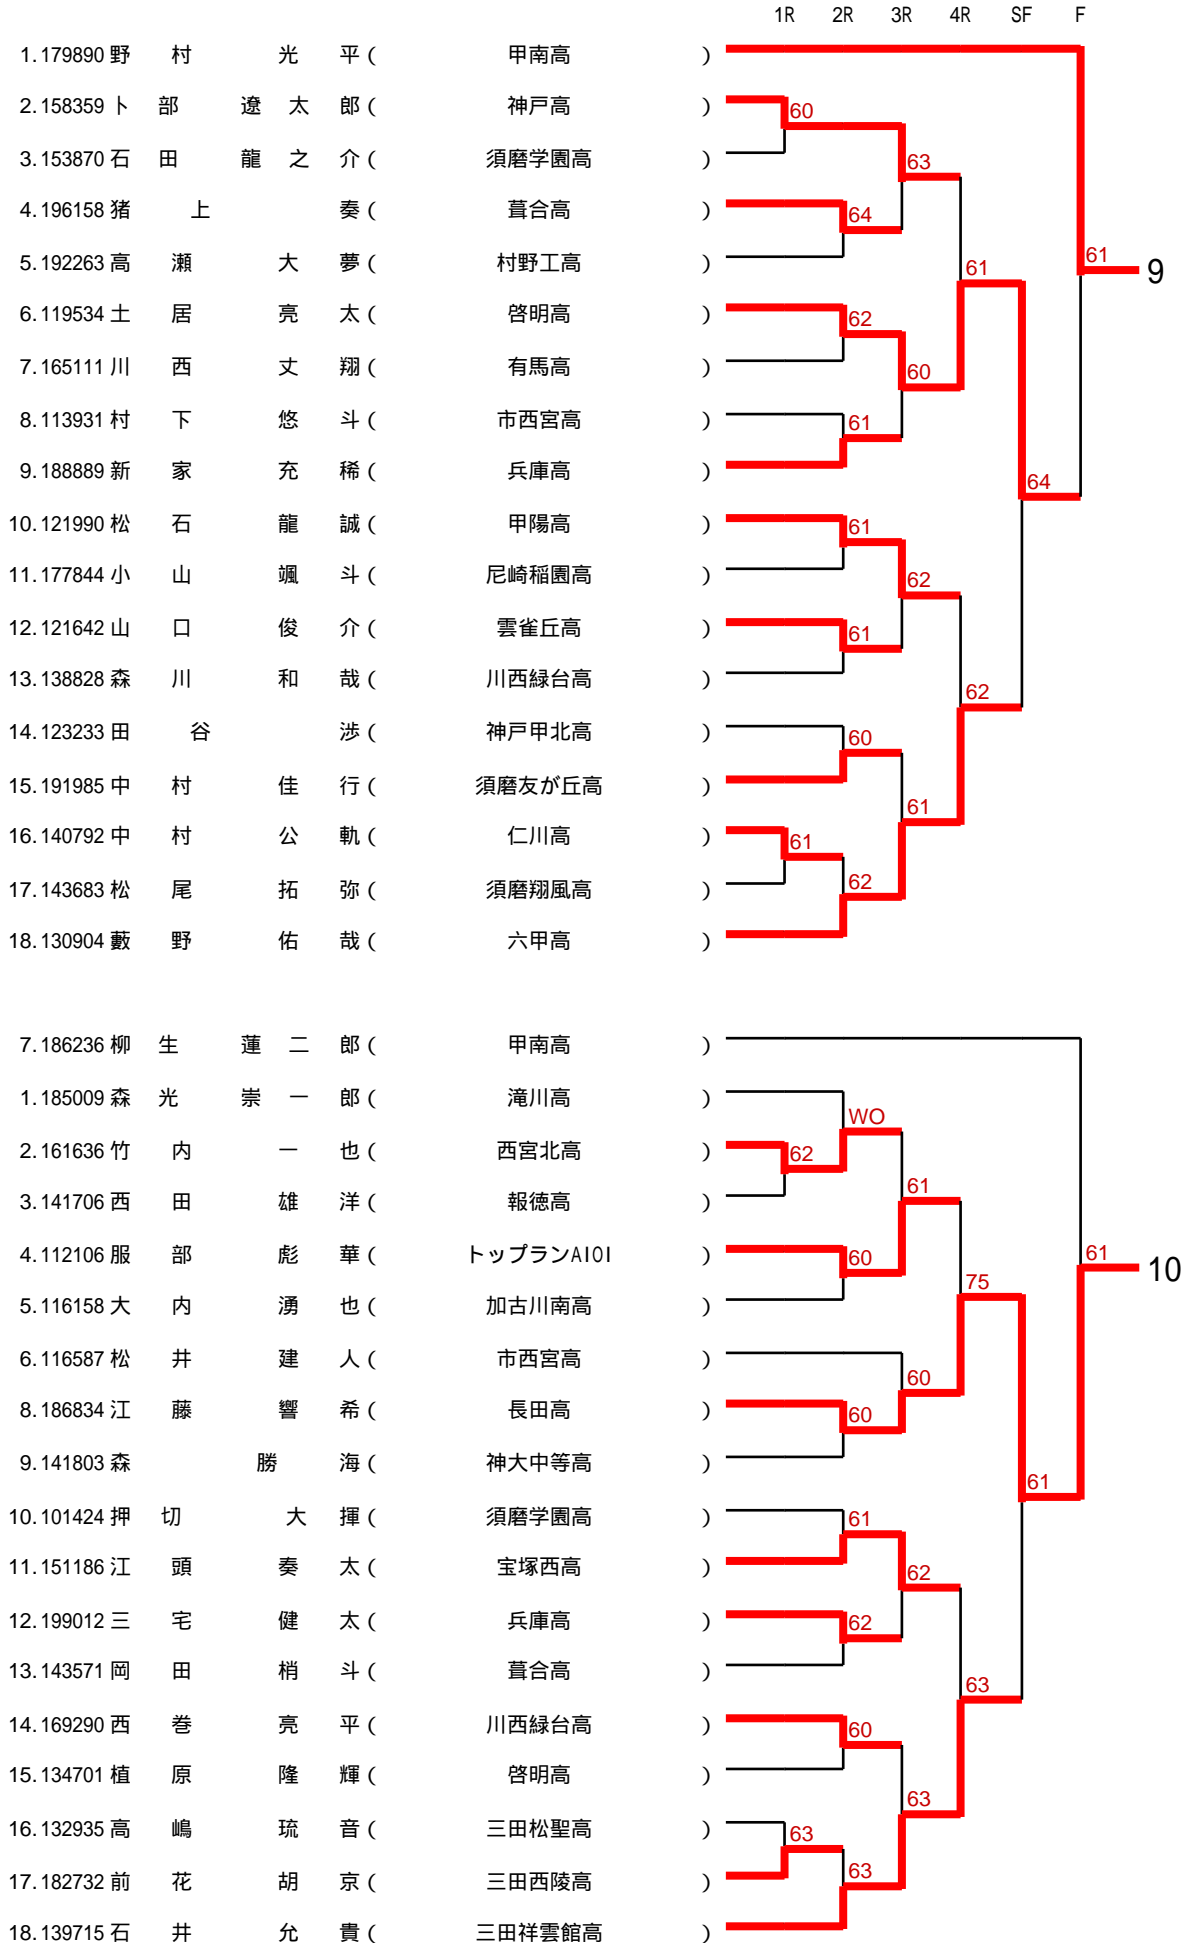 1R 2R 3R 4R SF F
1.179890 野 村 光 平 ( 甲南高 )
2.158359 卜 部 遼 太 郎 ( 神戸高 )
60
3.153870 石 田 龍 之 介 ( 須磨学園高 )
63
4.196158 猪 上 奏 ( 葺合高 )
64
5.192263 高 瀬 大 夢 ( 村野工高 )
61
61
9
6.119534 土 居 亮 太 ( 啓明高 )
62
7.165111 川 西 丈 翔 ( 有馬高 )
60
8.113931 村 下 悠 斗 ( 市西宮高 )
61
9.188889 新 家 充 稀 ( 兵庫高 )
64
10.121990 松 石 龍 誠 ( 甲陽高 )
61
11.177844 小 山 颯 斗 ( 尼崎稲園高 )
62
12.121642 山 口 俊 介 ( 雲雀丘高 )
61
13.138828 森 川 和 哉 ( 川西緑台高 )
62
14.123233 田 谷 渉 ( 神戸甲北高 )
60
15.191985 中 村 佳 行 ( 須磨友が丘高 )
61
16.140792 中 村 公 軌 ( 仁川高 )
61
17.143683 松 尾 拓 弥 ( 須磨翔風高 )
62
18.130904 藪 野 佑 哉 ( 六甲高 )
7.186236 柳 生 蓮 二 郎 ( 甲南高 )
1.185009 森 光 崇 一 郎 ( 滝川高 )
WO
2.161636 竹 内 一 也 ( 西宮北高 )
62
3.141706 西 田 雄 洋 ( 報徳高 )
61
4.112106 服 部 彪 華 ( トップランAIOI )
60
61
10
5.116158 大 内 湧 也 ( 加古川南高 )
75
6.116587 松 井 建 人 ( 市西宮高 )
60
8.186834 江 藤 響 希 ( 長田高 )
60
9.141803 森 勝 海 ( 神大中等高 )
61
10.101424 押 切 大 揮 ( 須磨学園高 )
61
11.151186 江 頭 奏 太 ( 宝塚西高 )
62
12.199012 三 宅 健 太 ( 兵庫高 )
62
13.143571 岡 田 梢 斗 ( 葺合高 )
63
14.169290 西 巻 亮 平 ( 川西緑台高 )
60
15.134701 植 原 隆 輝 ( 啓明高 )
63
16.132935 高 嶋 琉 音 ( 三田松聖高 )
63
17.182732 前 花 胡 京 ( 三田西陵高 )
63
18.139715 石 井 允 貴 ( 三田祥雲館高 )